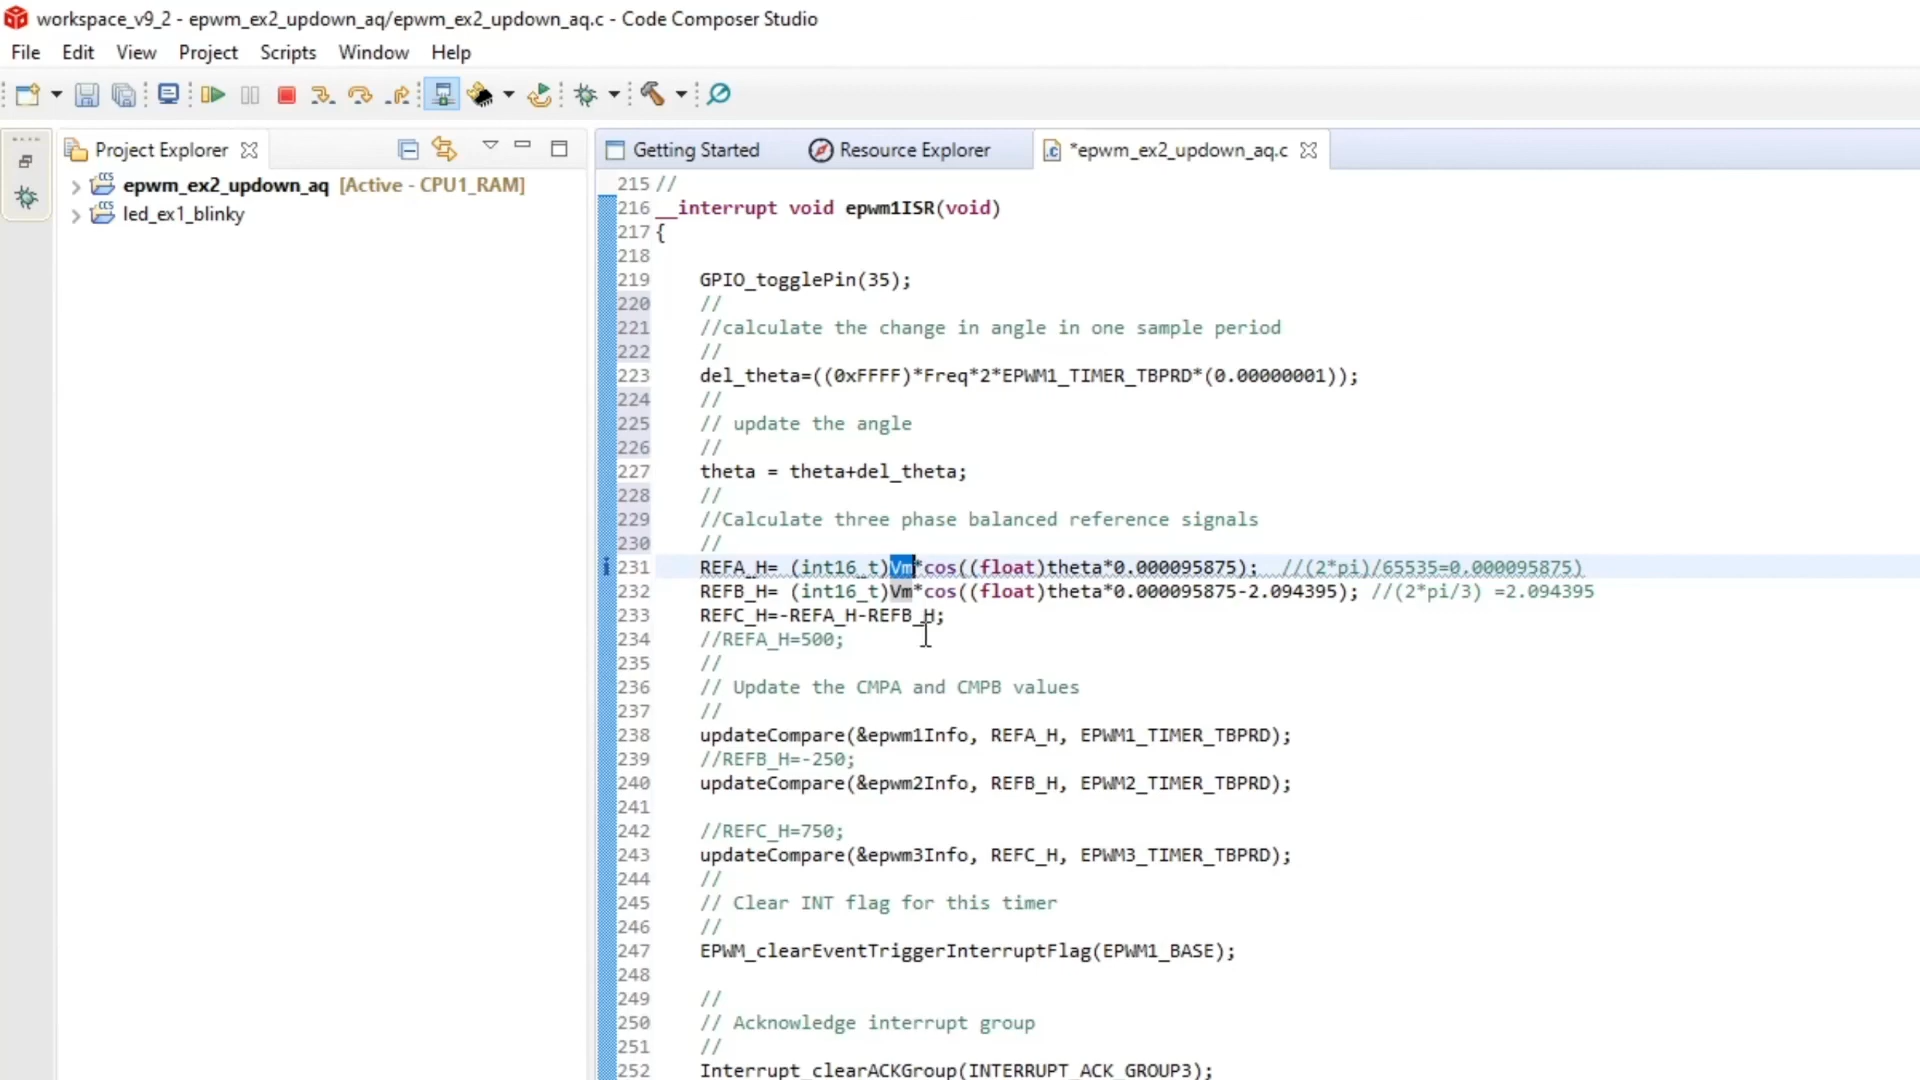 workspace_v9_2 - epwm_ex2_updown_aq/epwm_ex2_updown_aq.c - Code Composer Studio
File Edit View Project Scripts Window Help
Project Explorer
Getting Started
Resource Explorer
*epwm_ex2_updown_aq.c
epwm_ex2_updown_aq [Active - CPU1_RAM]
led_ex1_blinky
215 //
216 __interrupt void epwm1ISR(void)
217 {
218
219 GPIO_togglePin(35);
220 //
221 //calculate the change in angle in one sample period
222 //
223 del_theta=((0xFFFF)*Freq*2*EPWM1_TIMER_TBPRD*(0.00000001));
224 //
225 // update the angle
226 //
227 theta = theta+del_theta;
228 //
229 //Calculate three phase balanced reference signals
230 //
231 REFA_H= (int16_t)Vm*cos((float)theta*0.000095875); //(2*pi)/65535=0.000095875)
232 REFB_H= (int16_t)Vm*cos((float)theta*0.000095875-2.094395); //(2*pi/3) =2.094395
233 REFC_H=-REFA_H-REFB_H;
234 //REFA_H=500;
235 //
236 // Update the CMPA and CMPB values
237 //
238 updateCompare(&epwm1Info, REFA_H, EPWM1_TIMER_TBPRD);
239 //REFB_H=-250;
240 updateCompare(&epwm2Info, REFB_H, EPWM2_TIMER_TBPRD);
241
242 //REFC_H=750;
243 updateCompare(&epwm3Info, REFC_H, EPWM3_TIMER_TBPRD);
244 //
245 // Clear INT flag for this timer
246 //
247 EPWM_clearEventTriggerInterruptFlag(EPWM1_BASE);
248
249 //
250 // Acknowledge interrupt group
251 //
252 Interrupt_clearACKGroup(INTERRUPT_ACK_GROUP3);